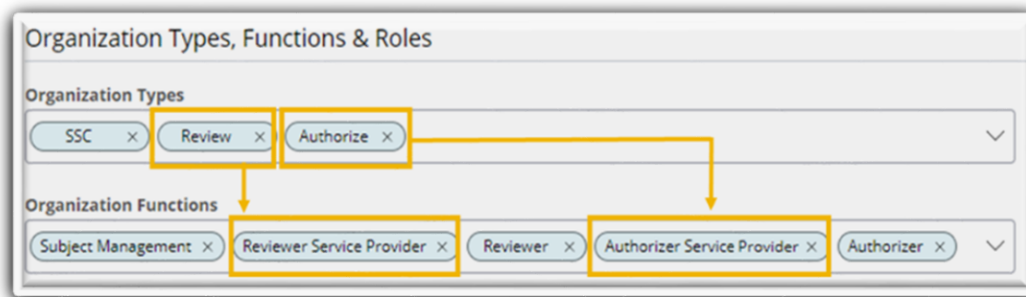 Organization Types, Functions & Roles
Organization Types
SSC × Review × Authorize ×
Organization Functions
Subject Management × Reviewer Service Provider × Reviewer × Authorizer Service Provider × Authorizer ×